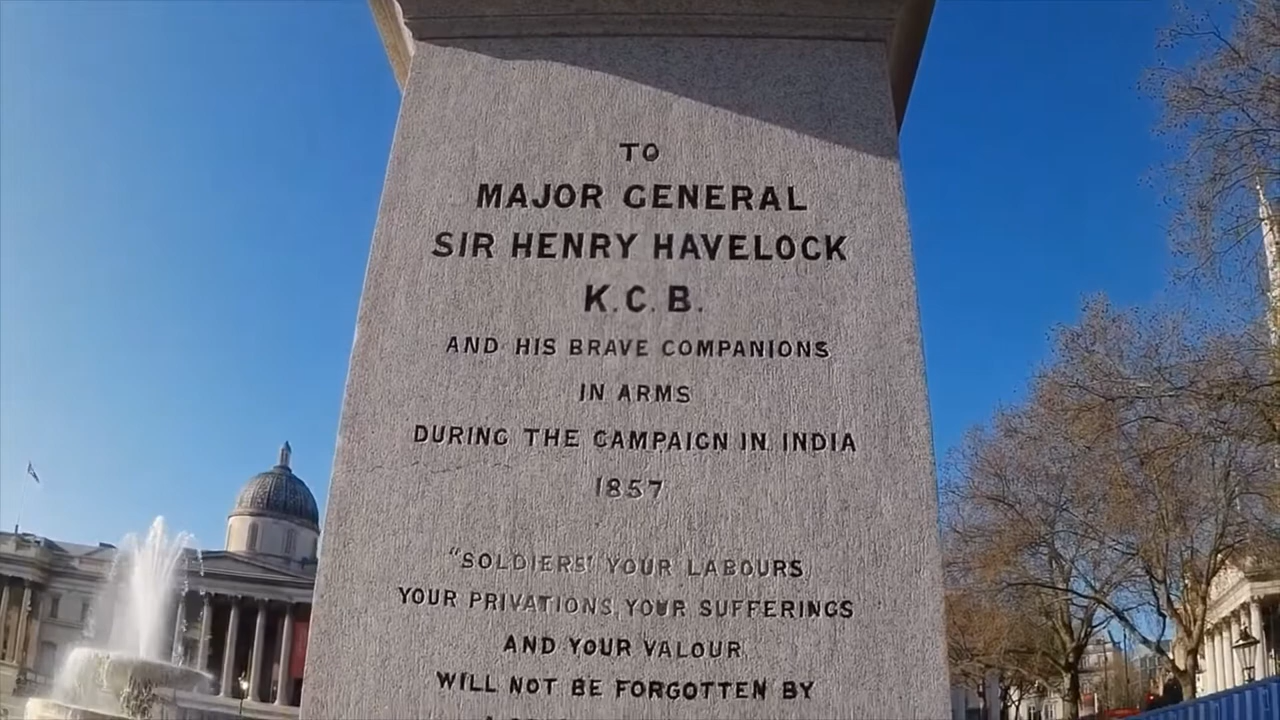 TO
MAJOR GENERAL
SIR HENRY HAVELOCK
K.C.B.
AND HIS BRAVE COMPANIONS
IN ARMS
DURING THE CAMPAIGN IN INDIA
1857
"SOLDIERS! YOUR LABOURS
YOUR PRIVATIONS, YOUR SUFFERINGS
AND YOUR VALOUR
WILL NOT BE FORGOTTEN BY